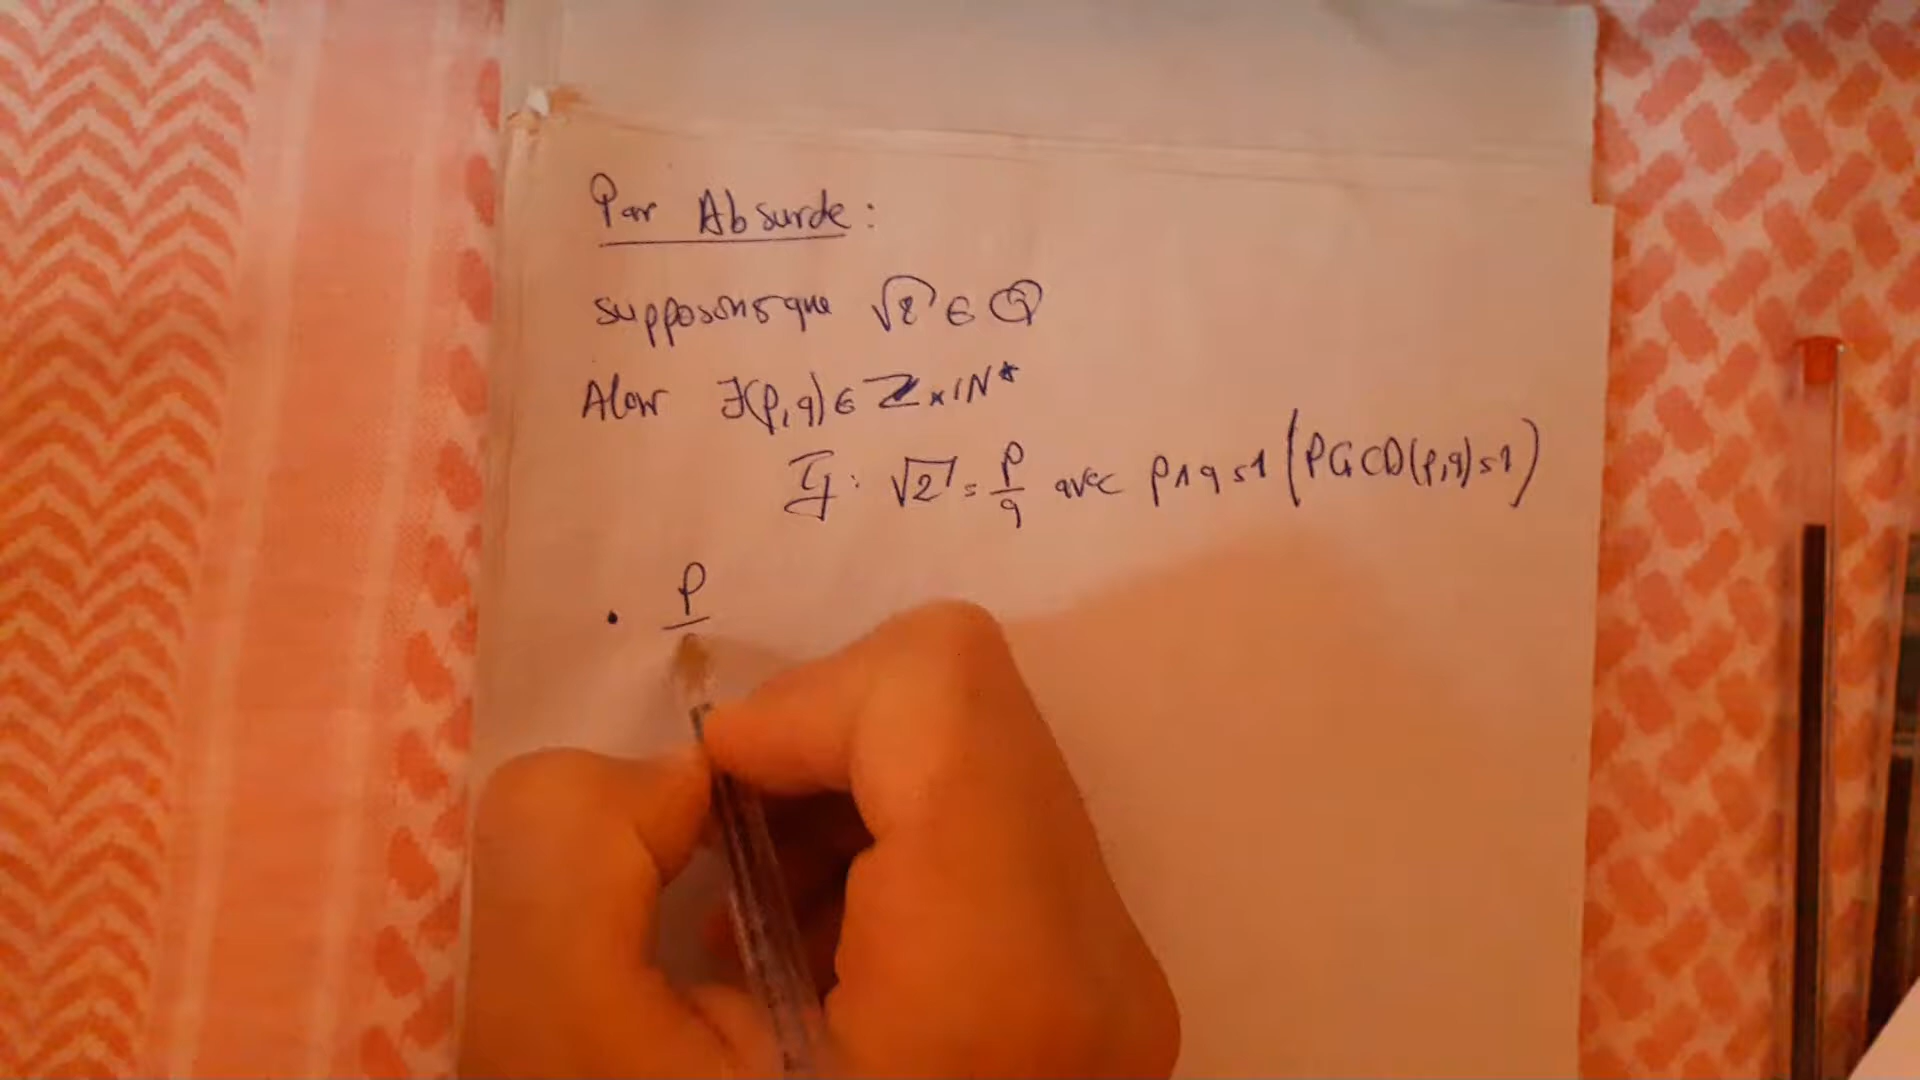 Par Absurde :
supposons que √2 ∈ ℚ
Alors ∃(p,q) ∈ ℤ × ℕ*
Tq : √2 = p/q avec p∧q = 1 (PGCD(p,q) = 1)
• p